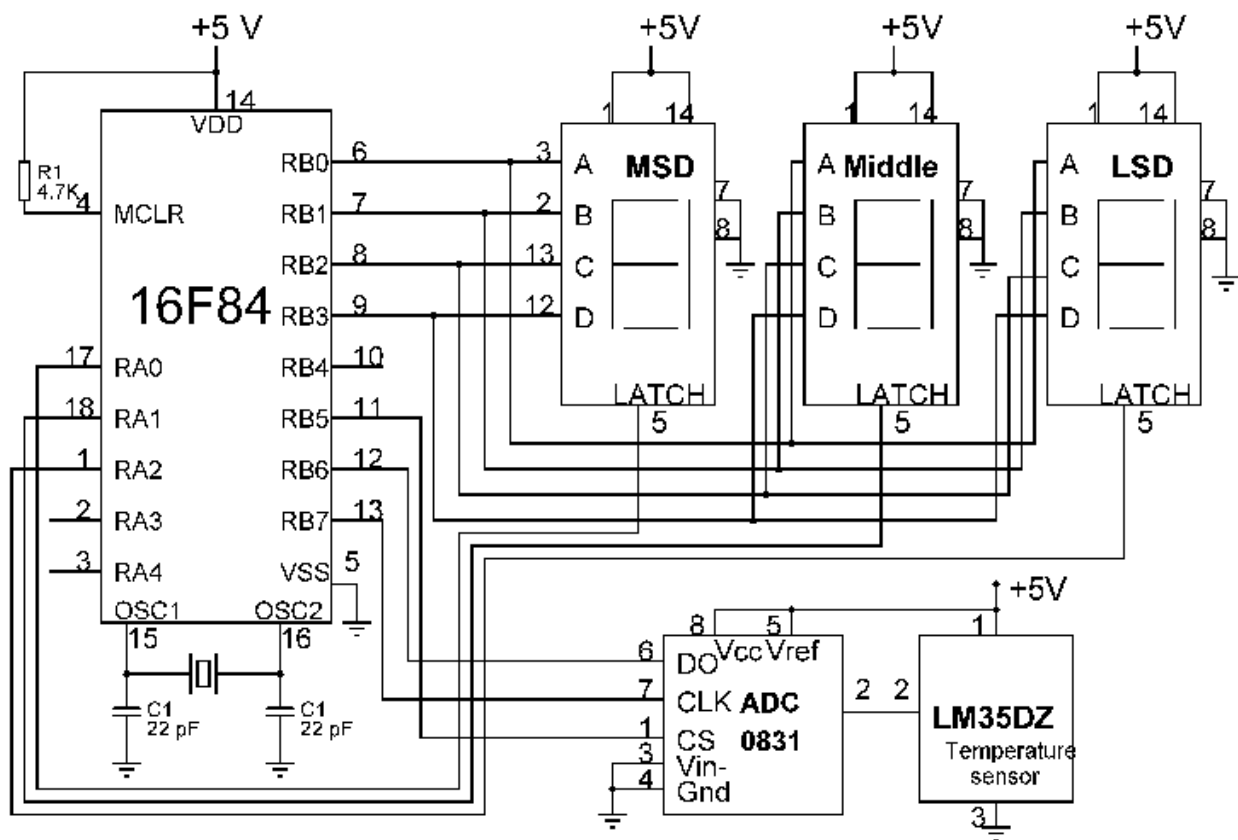 +5 V
+5V
+5V
+5V
14
VDD
1
14
1
14
1
14
R1
4.7K
4
MCLR
16F84
RB0
6
RB1
7
RB2
8
RB3
9
RB4
10
RB5
11
RB6
12
RB7
13
VSS
5
17
RA0
18
RA1
1
RA2
2
RA3
3
RA4
OSC1
OSC2
15
16
C1
22 pF
C1
22 pF
3
A
MSD
2
B
13
C
12
D
7
8
LATCH
5
A
Middle
B
C
D
7
8
LATCH
5
A
LSD
B
C
D
7
8
LATCH
5
+5V
8
5
Vcc
Vref
6
DO
7
CLK
ADC
1
CS
0831
3
Vin-
4
Gnd
2
2
1
LM35DZ
Temperature
sensor
3